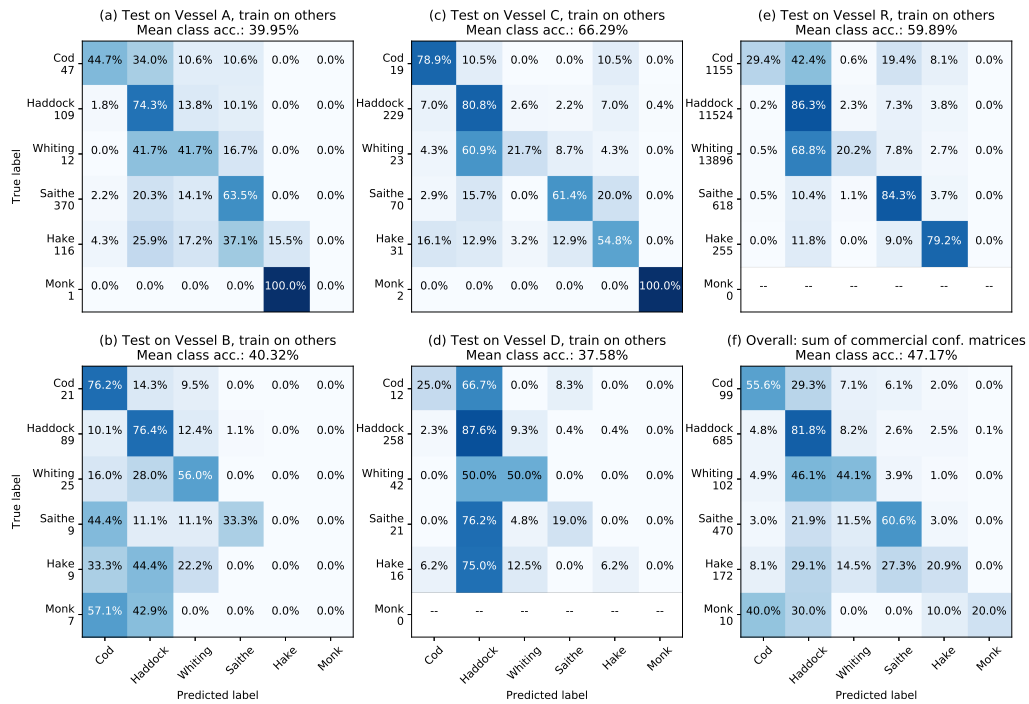 (a) Test on Vessel A, train on others
Mean class acc.: 39.95%
True label
Cod
47
44.7% 34.0% 10.6% 10.6% 0.0% 0.0%
Haddock
109
1.8% 74.3% 13.8% 10.1% 0.0% 0.0%
Whiting
12
0.0% 41.7% 41.7% 16.7% 0.0% 0.0%
Saithe
370
2.2% 20.3% 14.1% 63.5% 0.0% 0.0%
Hake
116
4.3% 25.9% 17.2% 37.1% 15.5% 0.0%
Monk
1
0.0% 0.0% 0.0% 0.0% 100.0% 0.0%
(c) Test on Vessel C, train on others
Mean class acc.: 66.29%
Cod
19
78.9% 10.5% 0.0% 0.0% 10.5% 0.0%
Haddock
229
7.0% 80.8% 2.6% 2.2% 7.0% 0.4%
Whiting
23
4.3% 60.9% 21.7% 8.7% 4.3% 0.0%
Saithe
70
2.9% 15.7% 0.0% 61.4% 20.0% 0.0%
Hake
31
16.1% 12.9% 3.2% 12.9% 54.8% 0.0%
Monk
2
0.0% 0.0% 0.0% 0.0% 0.0% 100.0%
(e) Test on Vessel R, train on others
Mean class acc.: 59.89%
Cod
1155
29.4% 42.4% 0.6% 19.4% 8.1% 0.0%
Haddock
11524
0.2% 86.3% 2.3% 7.3% 3.8% 0.0%
Whiting
13896
0.5% 68.8% 20.2% 7.8% 2.7% 0.0%
Saithe
618
0.5% 10.4% 1.1% 84.3% 3.7% 0.0%
Hake
255
0.0% 11.8% 0.0% 9.0% 79.2% 0.0%
Monk
0
-- -- -- -- -- --
(b) Test on Vessel B, train on others
Mean class acc.: 40.32%
True label
Cod
21
76.2% 14.3% 9.5% 0.0% 0.0% 0.0%
Haddock
89
10.1% 76.4% 12.4% 1.1% 0.0% 0.0%
Whiting
25
16.0% 28.0% 56.0% 0.0% 0.0% 0.0%
Saithe
9
44.4% 11.1% 11.1% 33.3% 0.0% 0.0%
Hake
9
33.3% 44.4% 22.2% 0.0% 0.0% 0.0%
Monk
7
57.1% 42.9% 0.0% 0.0% 0.0% 0.0%
Cod Haddock Whiting Saithe Hake Monk
Predicted label
(d) Test on Vessel D, train on others
Mean class acc.: 37.58%
Cod
12
25.0% 66.7% 0.0% 8.3% 0.0% 0.0%
Haddock
258
2.3% 87.6% 9.3% 0.4% 0.4% 0.0%
Whiting
42
0.0% 50.0% 50.0% 0.0% 0.0% 0.0%
Saithe
21
0.0% 76.2% 4.8% 19.0% 0.0% 0.0%
Hake
16
6.2% 75.0% 12.5% 0.0% 6.2% 0.0%
Monk
0
-- -- -- -- -- --
Cod Haddock Whiting Saithe Hake Monk
Predicted label
(f) Overall: sum of commercial conf. matrices
Mean class acc.: 47.17%
Cod
99
55.6% 29.3% 7.1% 6.1% 2.0% 0.0%
Haddock
685
4.8% 81.8% 8.2% 2.6% 2.5% 0.1%
Whiting
102
4.9% 46.1% 44.1% 3.9% 1.0% 0.0%
Saithe
470
3.0% 21.9% 11.5% 60.6% 3.0% 0.0%
Hake
172
8.1% 29.1% 14.5% 27.3% 20.9% 0.0%
Monk
10
40.0% 30.0% 0.0% 0.0% 10.0% 20.0%
Cod Haddock Whiting Saithe Hake Monk
Predicted label